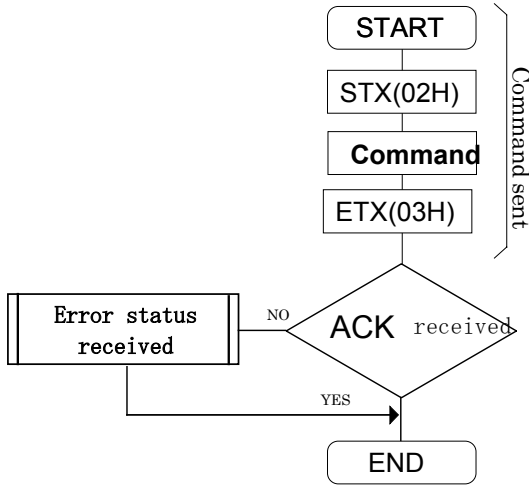 START
STX(02H)
Command
ETX(03H)
Command sent
ACK received
NO
Error status
received
YES
END